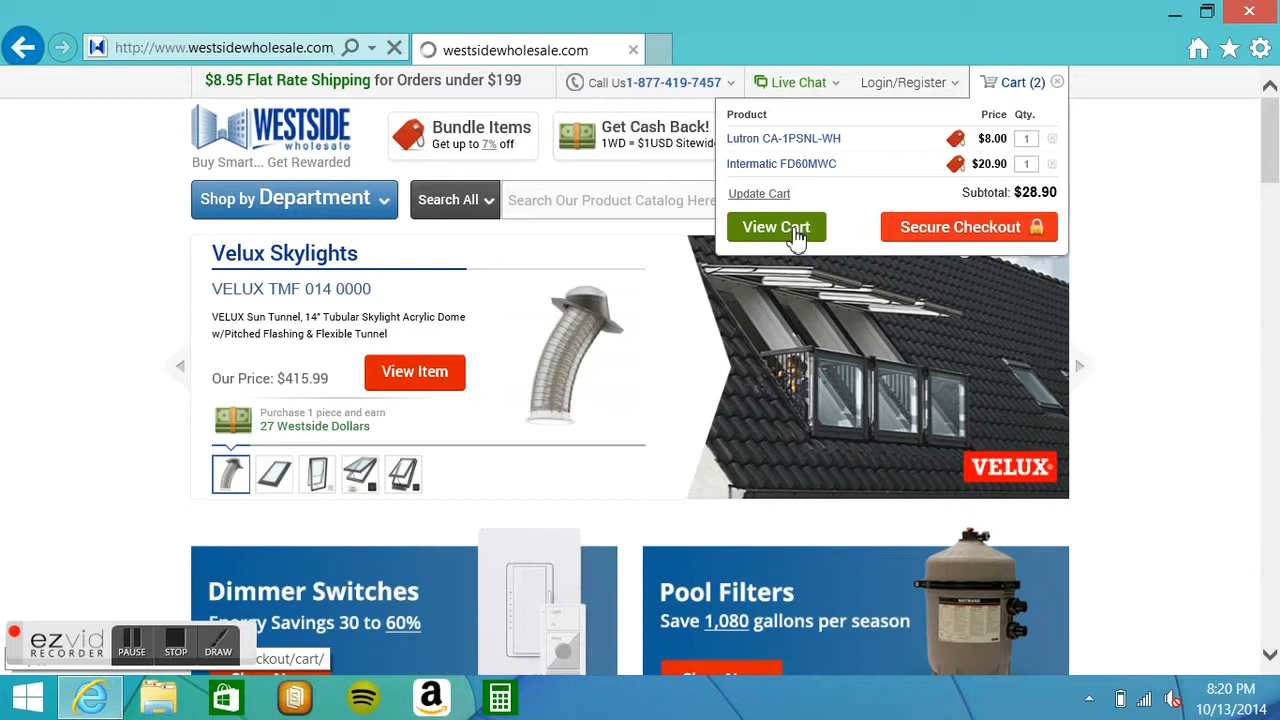 http://www.westsidewholesale.com
westsidewholesale.com
$8.95 Flat Rate Shipping for Orders under $199
Call Us1-877-419-7457
Live Chat
Login/Register
Cart (2)
WESTSIDE
wholesale
Buy Smart... Get Rewarded
Bundle Items
Get up to 7% off
Get Cash Back!
1WD = $1USD Sitewid
Product Price Qty.
Lutron CA-1PSNL-WH $8.00 1
Intermatic FD60MWC $20.90 1
Update Cart Subtotal: $28.90
View Cart Secure Checkout
Shop by Department
Search All
Search Our Product Catalog Here
Velux Skylights
VELUX TMF 014 0000
VELUX Sun Tunnel, 14" Tubular Skylight Acrylic Dome
w/Pitched Flashing & Flexible Tunnel
Our Price: $415.99
View Item
Purchase 1 piece and earn
27 Westside Dollars
VELUX
Dimmer Switches
Energy Savings 30 to 60%
Pool Filters
Save 1,080 gallons per season
HAYWARD
ezvid
RECORDER
PAUSE
STOP
DRAW
ckout/cart/
8:20 PM
10/13/2014